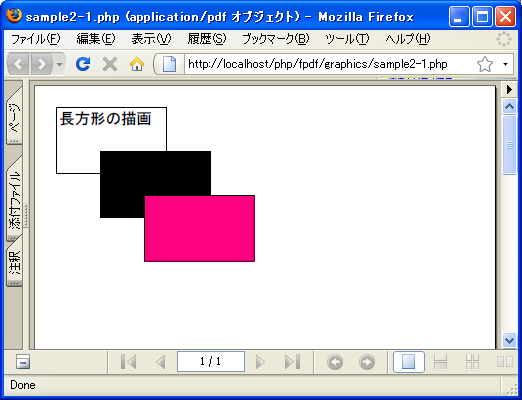 sample2-1.php (application/pdf オブジェクト) - Mozilla Firefox
ファイル(F) 編集(E) 表示(V) 履歴(S) ブックマーク(B) ツール(T) ヘルプ(H)
http://localhost/php/fpdf/graphics/sample2-1.php
ページ
添付ファイル
注釈
長方形の描画
1 / 1
Done